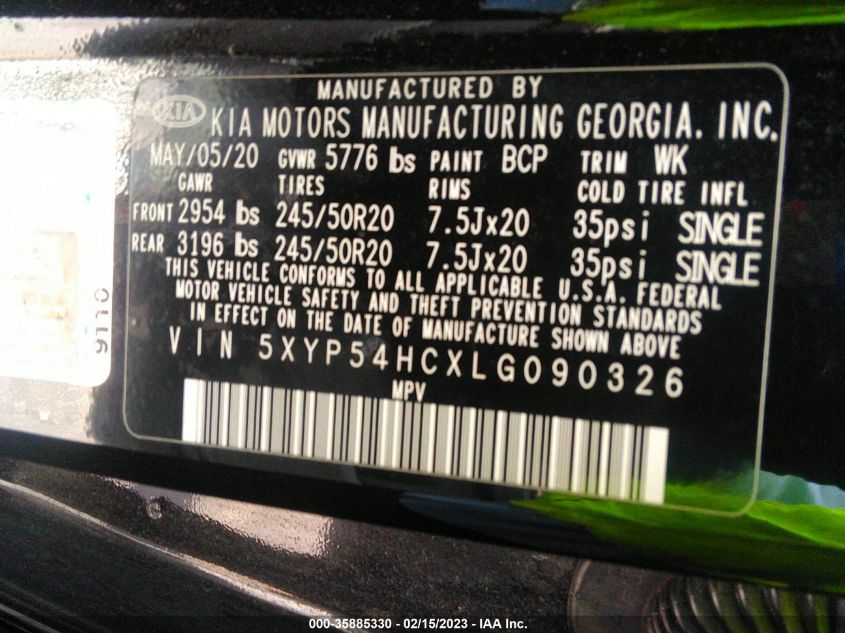 MANUFACTURED BY
KIA KIA MOTORS MANUFACTURING GEORGIA. INC.
MAY/05/20 GVWR 5776 lbs PAINT BCP TRIM WK
GAWR TIRES RIMS COLD TIRE INFL
FRONT 2954 lbs 245/50R20 7.5Jx20 35psi SINGLE
REAR 3196 lbs 245/50R20 7.5Jx20 35psi SINGLE
THIS VEHICLE CONFORMS TO ALL APPLICABLE U.S.A. FEDERAL
MOTOR VEHICLE SAFETY AND THEFT PREVENTION STANDARDS
IN EFFECT ON THE DATE OF MANUFACTURE SHOWN ABOVE
VIN 5XYP54HCXLG090326
MPV
000-35885330 - 02/15/2023 - IAA Inc.